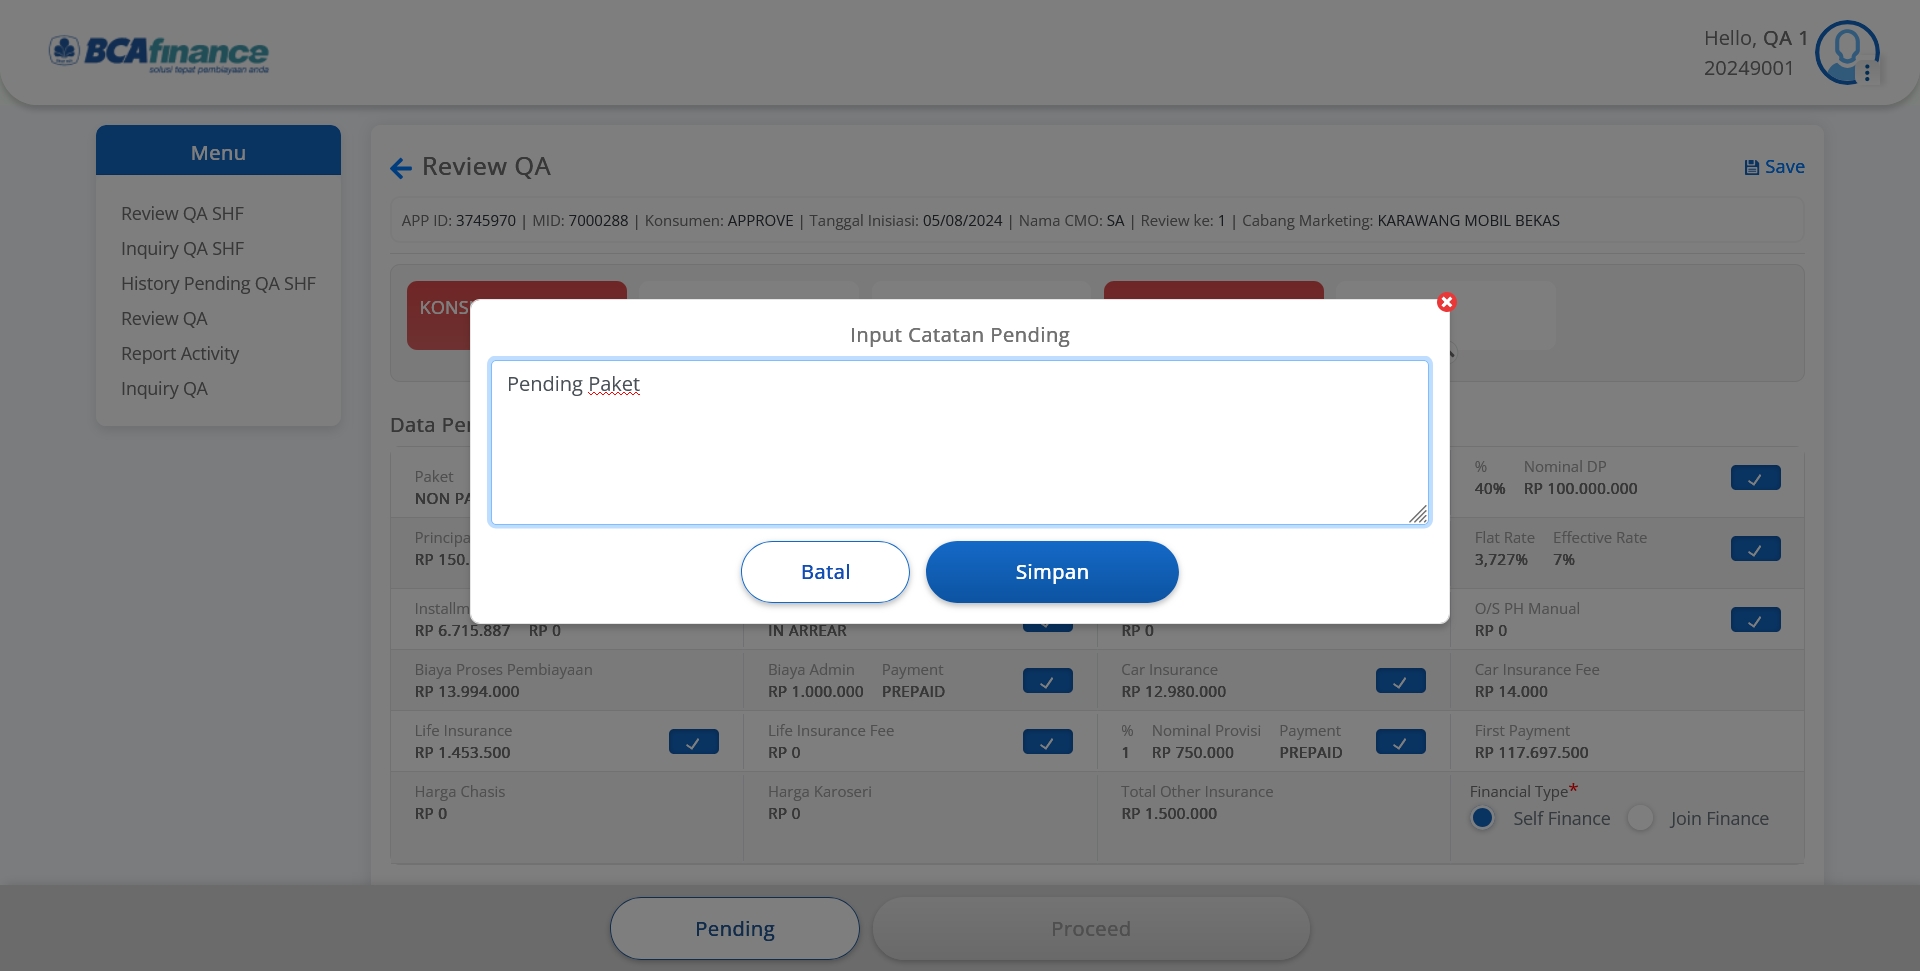 BCAfinance
solusi tepat pembiayaan anda
Hello, QA 1
20249001
Menu
Review QA SHF
Inquiry QA SHF
History Pending QA SHF
Review QA
Report Activity
Inquiry QA
Review QA
Save
APP ID: 3745970 | MID: 7000288 | Konsumen: APPROVE | Tanggal Inisiasi: 05/08/2024 | Nama CMO: SA | Review ke: 1 | Cabang Marketing: KARAWANG MOBIL BEKAS
Input Catatan Pending
Pending Paket
Batal
Simpan
Data
Paket
NON
% Nominal DP
40% RP 100.000.000
Flat Rate Effective Rate
3,727% 7%
RP 6.715.887 RP 0
IN ARREAR
RP 0
O/S PH Manual
RP 0
Biaya Proses Pembiayaan
RP 13.994.000
Biaya Admin Payment
RP 1.000.000 PREPAID
Car Insurance
RP 12.980.000
Car Insurance Fee
RP 14.000
Life Insurance
RP 1.453.500
Life Insurance Fee
RP 0
% Nominal Provisi Payment
1 RP 750.000 PREPAID
First Payment
RP 117.697.500
Harga Chasis
RP 0
Harga Karoseri
RP 0
Total Other Insurance
RP 1.500.000
Financial Type*
Self Finance Join Finance
Pending
Proceed